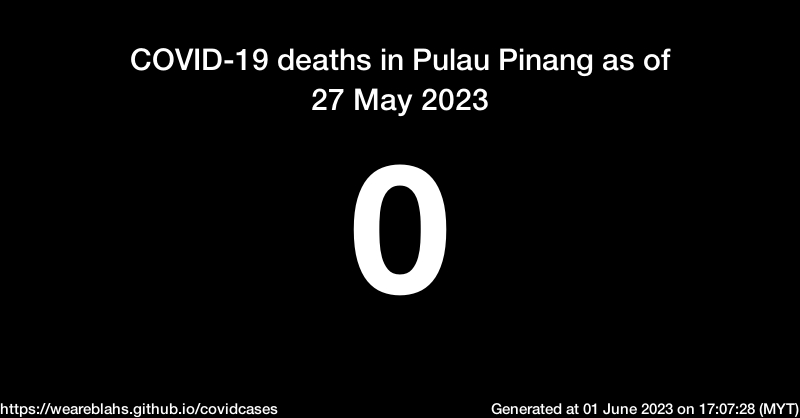 COVID-19 deaths in Pulau Pinang as of
27 May 2023
0
https://weareblahs.github.io/covidcases
Generated at 01 June 2023 on 17:07:28 (MYT)